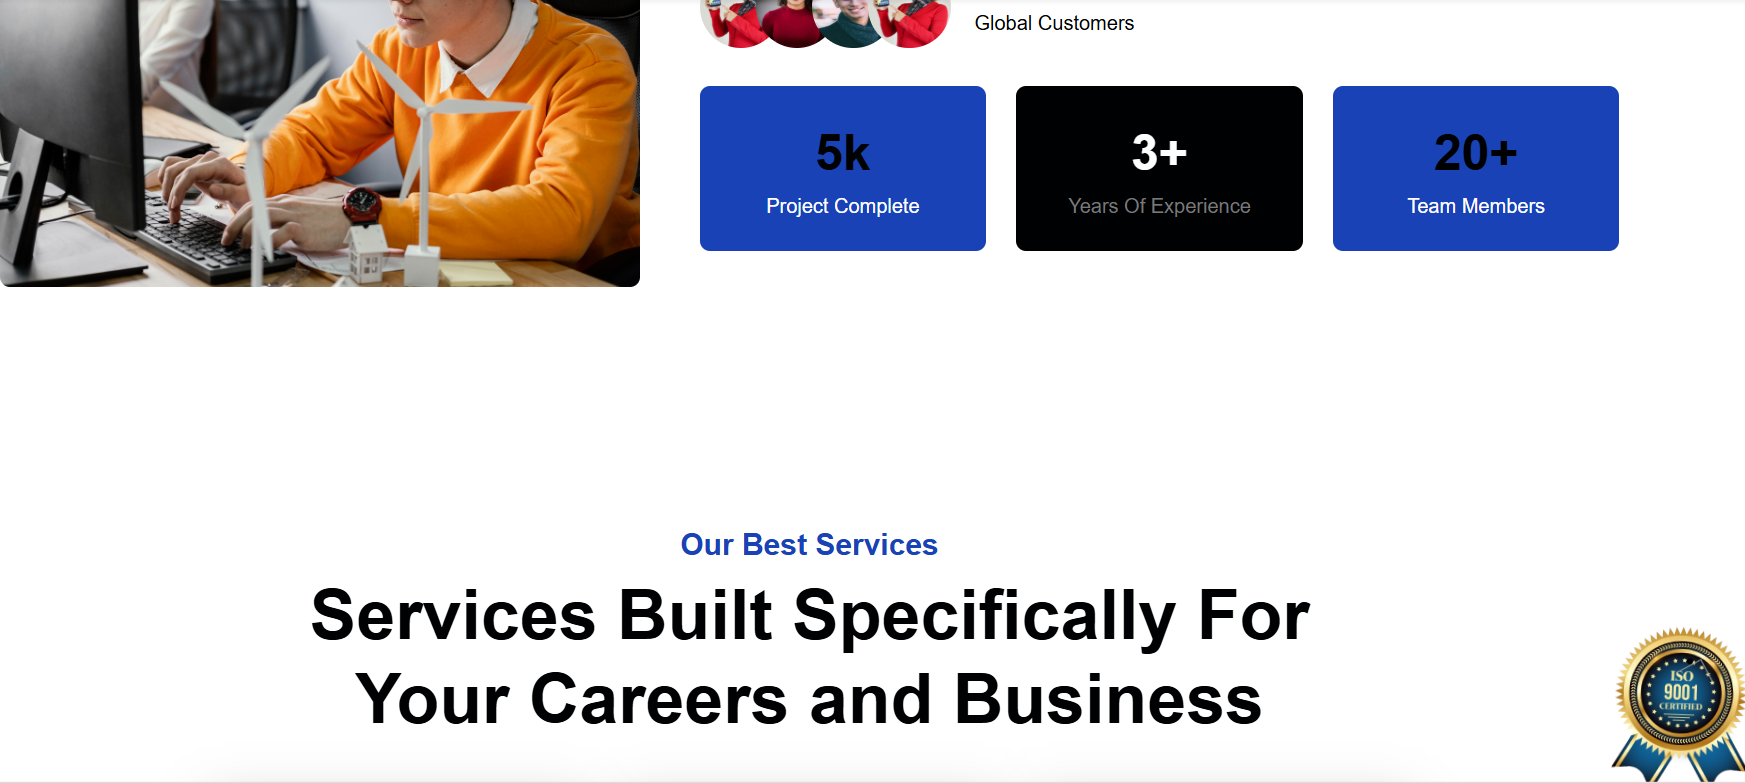 Global Customers
5k
Project Complete
3+
Years Of Experience
20+
Team Members
Our Best Services
Services Built Specifically For
Your Careers and Business
ISO
9001
CERTIFIED